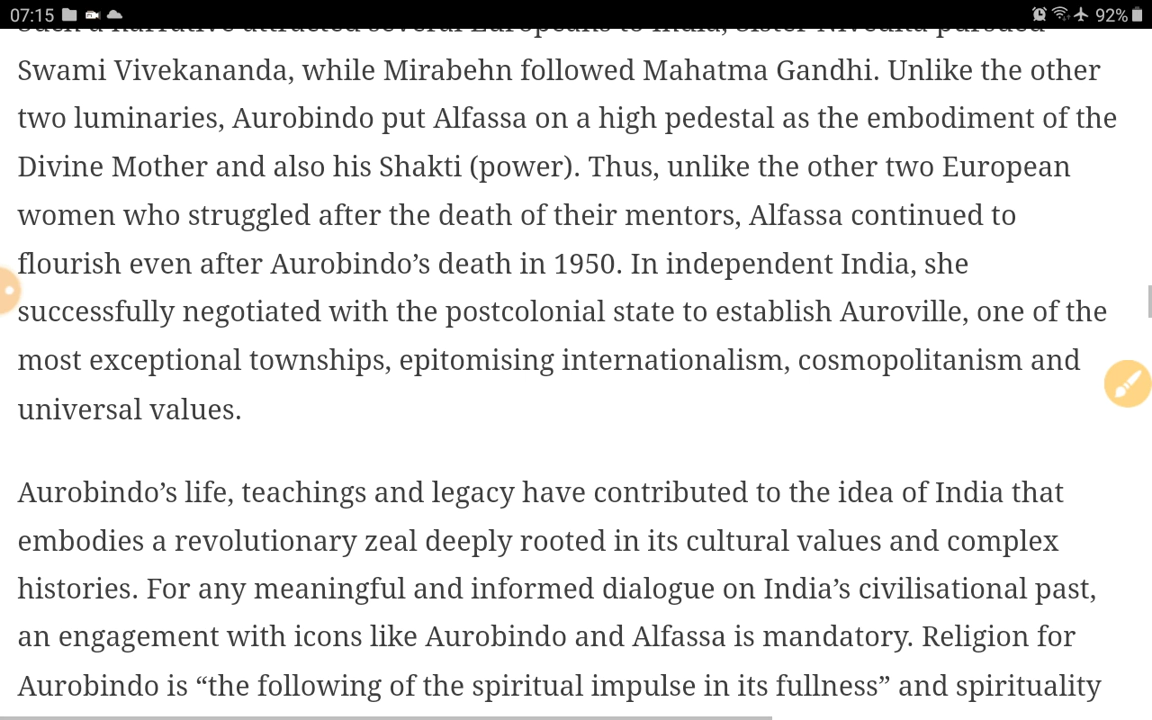 07:15 92%
Swami Vivekananda, while Mirabehn followed Mahatma Gandhi. Unlike the other
two luminaries, Aurobindo put Alfassa on a high pedestal as the embodiment of the
Divine Mother and also his Shakti (power). Thus, unlike the other two European
women who struggled after the death of their mentors, Alfassa continued to
flourish even after Aurobindo’s death in 1950. In independent India, she
successfully negotiated with the postcolonial state to establish Auroville, one of the
most exceptional townships, epitomising internationalism, cosmopolitanism and
universal values.
Aurobindo’s life, teachings and legacy have contributed to the idea of India that
embodies a revolutionary zeal deeply rooted in its cultural values and complex
histories. For any meaningful and informed dialogue on India’s civilisational past,
an engagement with icons like Aurobindo and Alfassa is mandatory. Religion for
Aurobindo is “the following of the spiritual impulse in its fullness” and spirituality